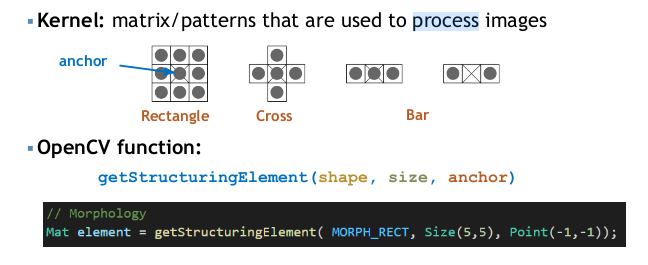 ▪Kernel: matrix/patterns that are used to process images
anchor
Rectangle
Cross
Bar
▪OpenCV function:
getStructuringElement(shape, size, anchor)
// Morphology
Mat element = getStructuringElement( MORPH_RECT, Size(5,5), Point(-1,-1));